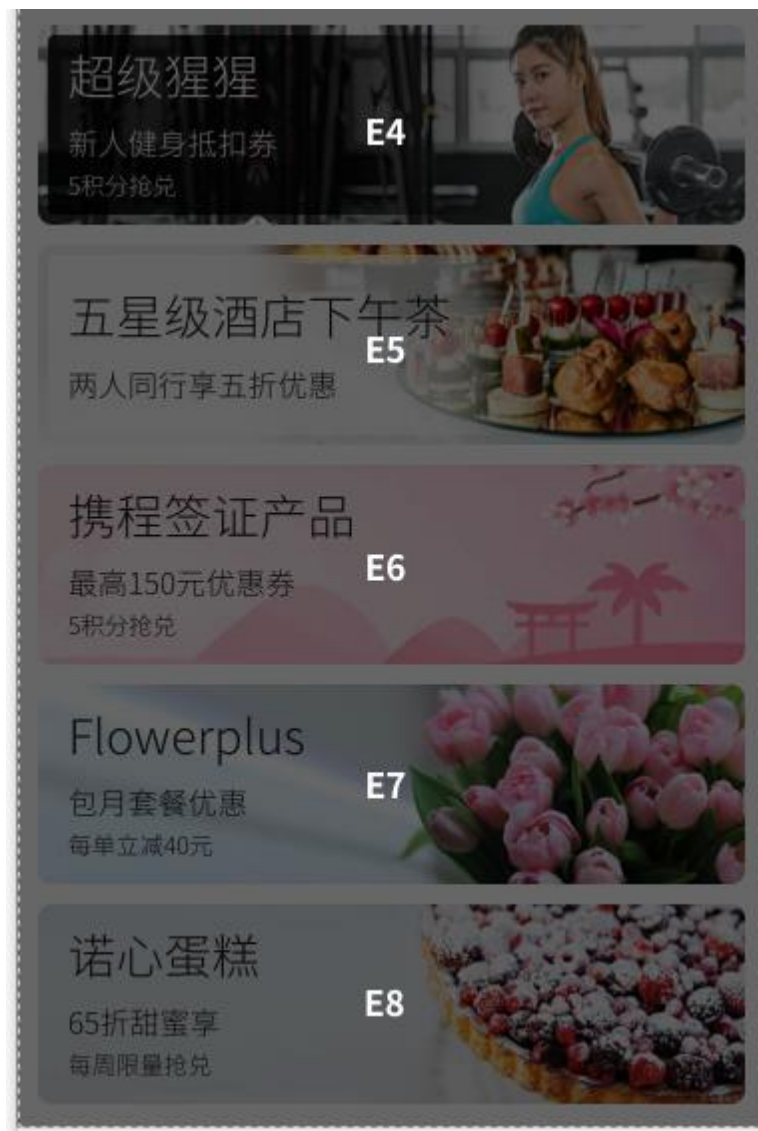 超级猩猩
新人健身抵扣券
5积分抢兑
E4
五星级酒店下午茶
两人同行享五折优惠
E5
携程签证产品
最高150元优惠券
5积分抢兑
E6
Flowerplus
包月套餐优惠
每单立减40元
E7
诺心蛋糕
65折甜蜜享
每周限量抢兑
E8